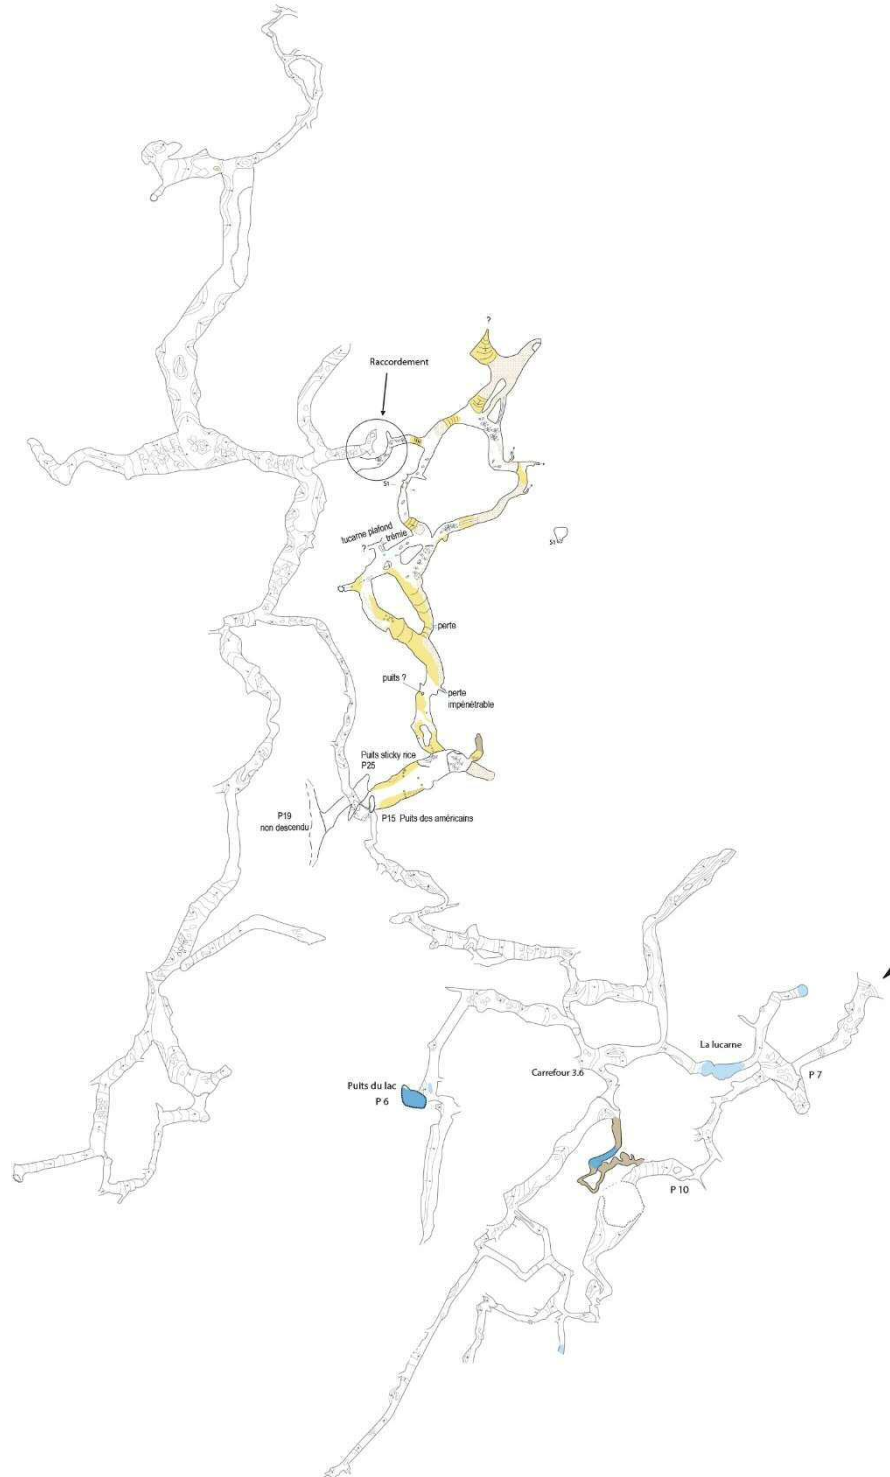 ?
Raccordement
S1
S1
lucarne plafond
?
trémie
perte
puits ?
perte
impénétrable
Puits sticky rice
P25
P19
non descendu
P15 Puits des américains
La lucarne
Carrefour 3.6
P 7
Puits du lac
P 6
P 10